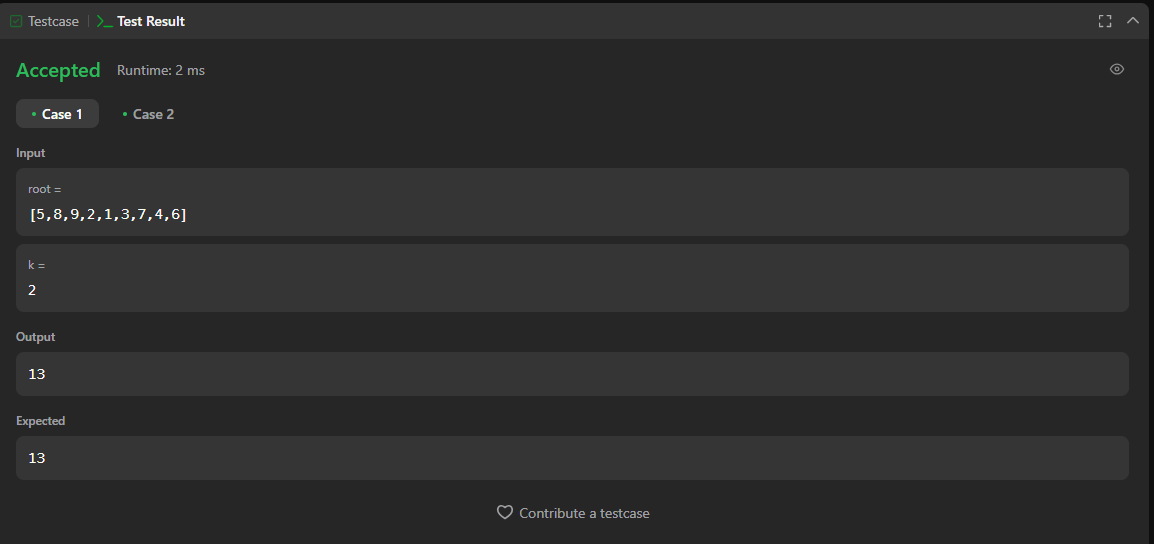 Testcase | Test Result
Accepted Runtime: 2 ms
Case 1 Case 2
Input
root =
[5,8,9,2,1,3,7,4,6]
k =
2
Output
13
Expected
13
Contribute a testcase